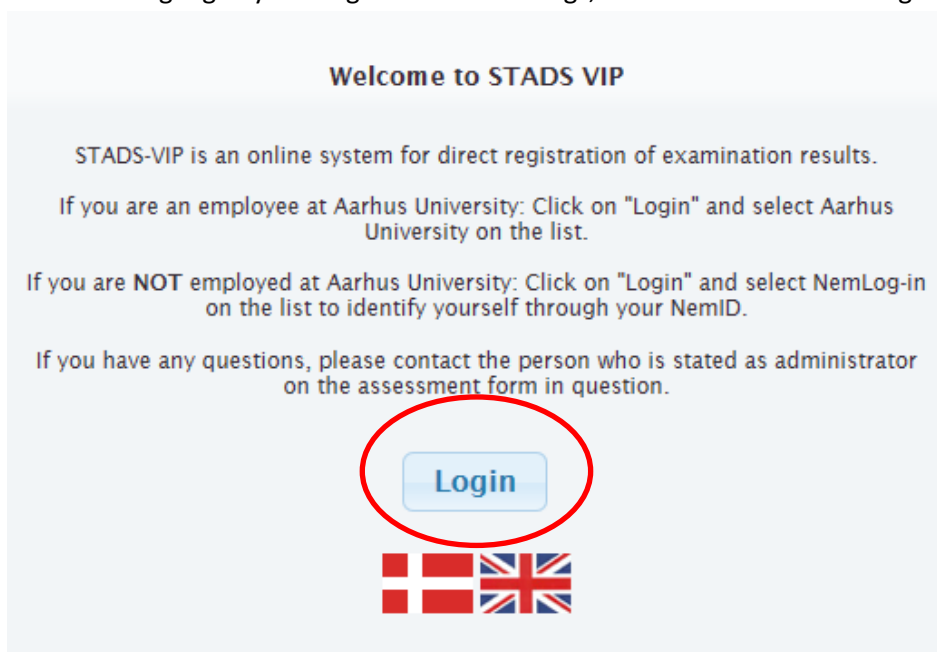 Welcome to STADS VIP
STADS-VIP is an online system for direct registration of examination results.
If you are an employee at Aarhus University: Click on "Login" and select Aarhus
University on the list.
If you are NOT employed at Aarhus University: Click on "Login" and select NemLog-in
on the list to identify yourself through your NemID.
If you have any questions, please contact the person who is stated as administrator
on the assessment form in question.
Login